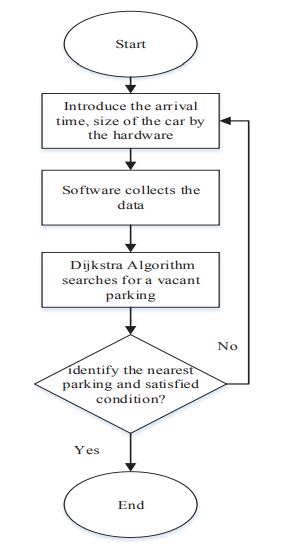 Start
Introduce the arrival
time, size of the car by
the hardware
Software collects the
data
Dijkstra Algorithm
searches for a vacant
parking
identify the nearest
parking and satisfied
condition?
No
Yes
End